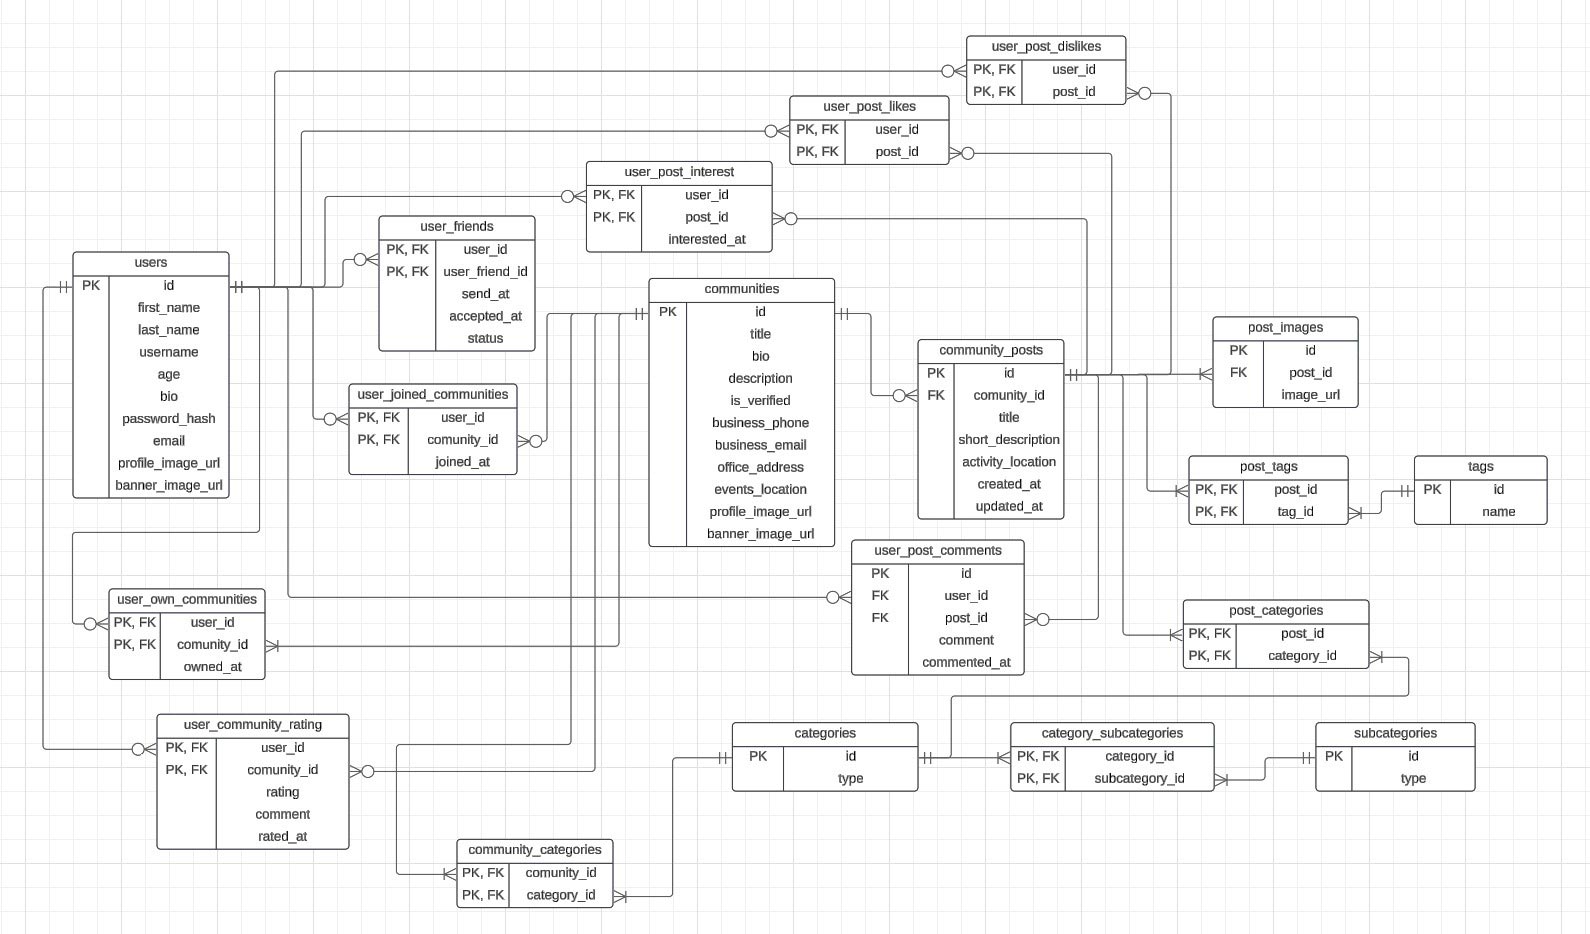 user_post_dislikes
PK, FK user_id
PK, FK post_id
user_post_likes
PK, FK user_id
PK, FK post_id
user_post_interest
PK, FK user_id
PK, FK post_id
interested_at
user_friends
PK, FK user_id
PK, FK user_friend_id
send_at
accepted_at
status
users
PK id
first_name
last_name
username
age
bio
password_hash
email
profile_image_url
banner_image_url
communities
PK id
title
bio
description
is_verified
business_phone
business_email
office_address
events_location
profile_image_url
banner_image_url
post_images
PK id
FK post_id
image_url
community_posts
PK id
FK comunity_id
title
short_description
activity_location
created_at
updated_at
user_joined_communities
PK, FK user_id
PK, FK comunity_id
joined_at
post_tags
PK, FK post_id
PK, FK tag_id
tags
PK id
name
user_post_comments
PK id
FK user_id
FK post_id
comment
commented_at
user_own_communities
PK, FK user_id
PK, FK comunity_id
owned_at
post_categories
PK, FK post_id
PK, FK category_id
user_community_rating
PK, FK user_id
PK, FK comunity_id
rating
comment
rated_at
categories
PK id
type
category_subcategories
PK, FK category_id
PK, FK subcategory_id
subcategories
PK id
type
community_categories
PK, FK comunity_id
PK, FK category_id